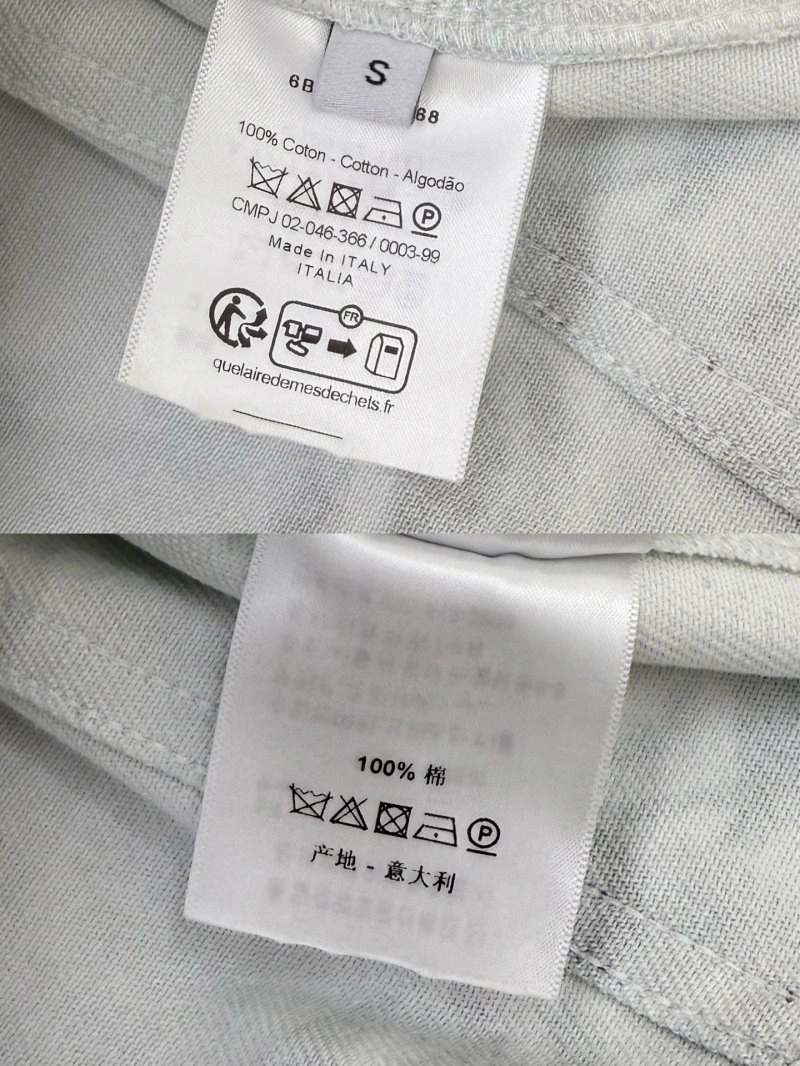 S
6B
68
100% Coton - Cotton - Algodão
P
CMPJ 02-046-366 / 0003-99
Made In ITALY
ITALIA
FR
quelairedemesdechets.fr
100% 棉
P
产地 - 意大利